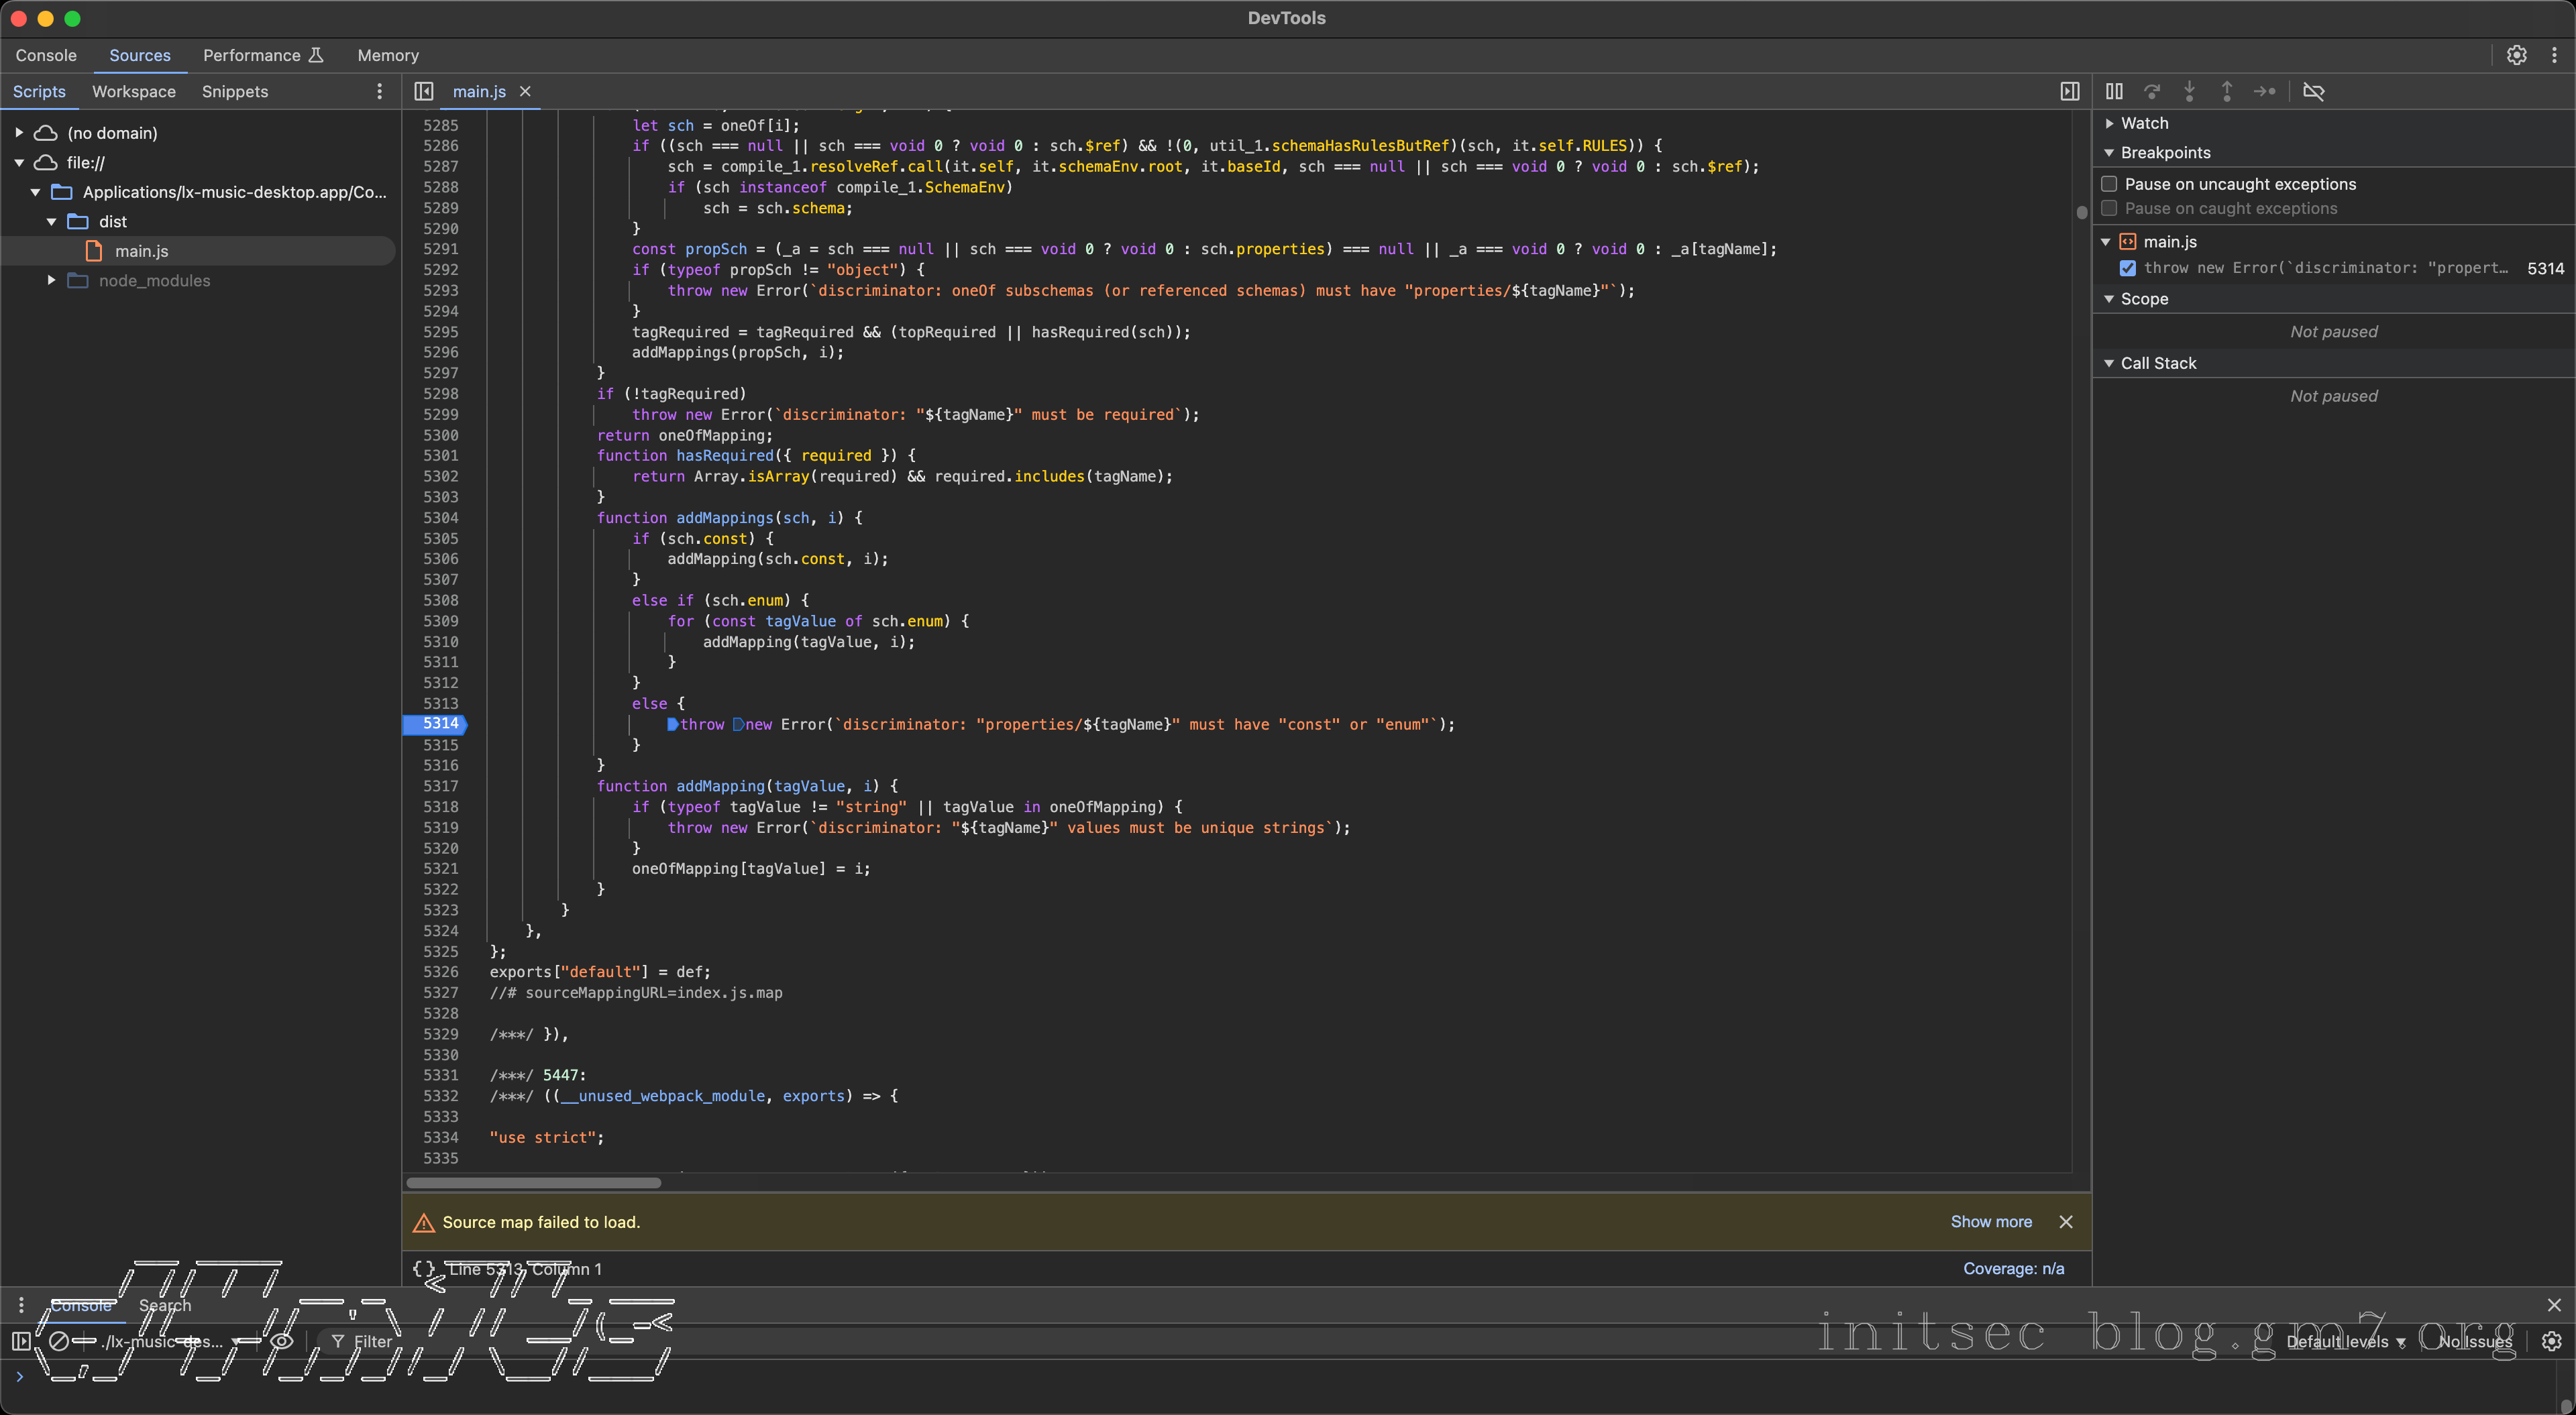 DevTools
Console Sources Performance Memory
Scripts Workspace Snippets
main.js
(no domain)
file://
Applications/lx-music-desktop.app/Co...
dist
main.js
node_modules
5285 let sch = oneOf[i];
5286 if ((sch === null || sch === void 0 ? void 0 : sch.$ref) && !(0, util_1.schemaHasRulesButRef)(sch, it.self.RULES)) {
5287 sch = compile_1.resolveRef.call(it.self, it.schemaEnv.root, it.baseId, sch === null || sch === void 0 ? void 0 : sch.$ref);
5288 if (sch instanceof compile_1.SchemaEnv)
5289 sch = sch.schema;
5290 }
5291 const propSch = (_a = sch === null || sch === void 0 ? void 0 : sch.properties) === null || _a === void 0 ? void 0 : _a[tagName];
5292 if (typeof propSch != "object") {
5293 throw new Error(`discriminator: oneOf subschemas (or referenced schemas) must have "properties/${tagName}"`);
5294 }
5295 tagRequired = tagRequired && (topRequired || hasRequired(sch));
5296 addMappings(propSch, i);
5297 }
5298 if (!tagRequired)
5299 throw new Error(`discriminator: "${tagName}" must be required`);
5300 return oneOfMapping;
5301 function hasRequired({ required }) {
5302 return Array.isArray(required) && required.includes(tagName);
5303 }
5304 function addMappings(sch, i) {
5305 if (sch.const) {
5306 addMapping(sch.const, i);
5307 }
5308 else if (sch.enum) {
5309 for (const tagValue of sch.enum) {
5310 addMapping(tagValue, i);
5311 }
5312 }
5313 else {
5314 throw new Error(`discriminator: "properties/${tagName}" must have "const" or "enum"`);
5315 }
5316 }
5317 function addMapping(tagValue, i) {
5318 if (typeof tagValue != "string" || tagValue in oneOfMapping) {
5319 throw new Error(`discriminator: "${tagName}" values must be unique strings`);
5320 }
5321 oneOfMapping[tagValue] = i;
5322 }
5323 }
5324 },
5325 };
5326 exports["default"] = def;
5327 //# sourceMappingURL=index.js.map
5328
5329 /***/ }),
5330
5331 /***/ 5447:
5332 /***/ ((__unused_webpack_module, exports) => {
5333
5334 "use strict";
5335
Source map failed to load. Show more
{} Line 5313, Column 1 Coverage: n/a
Watch
Breakpoints
Pause on uncaught exceptions
Pause on caught exceptions
main.js
throw new Error(`discriminator: "propert... 5314
Scope
Not paused
Call Stack
Not paused
Console Search
./lx-music-des... Filter Default levels No Issues
initsec blog.gm7.org